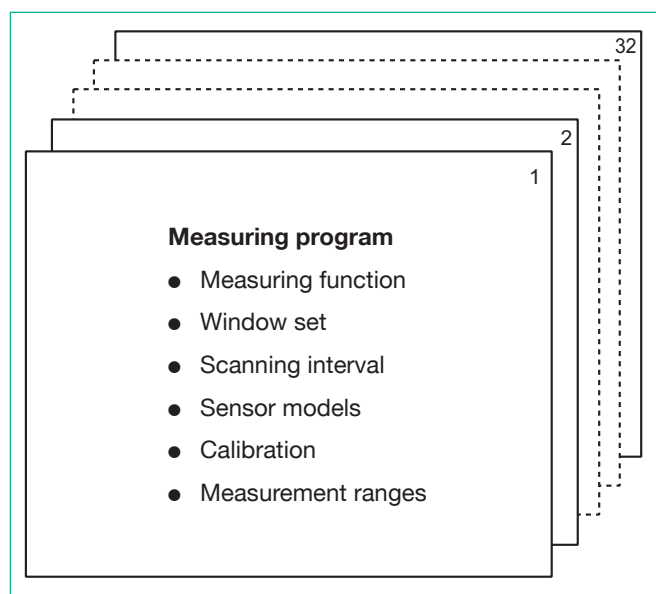 32
2
1
Measuring program
● Measuring function
● Window set
● Scanning interval
● Sensor models
● Calibration
● Measurement ranges